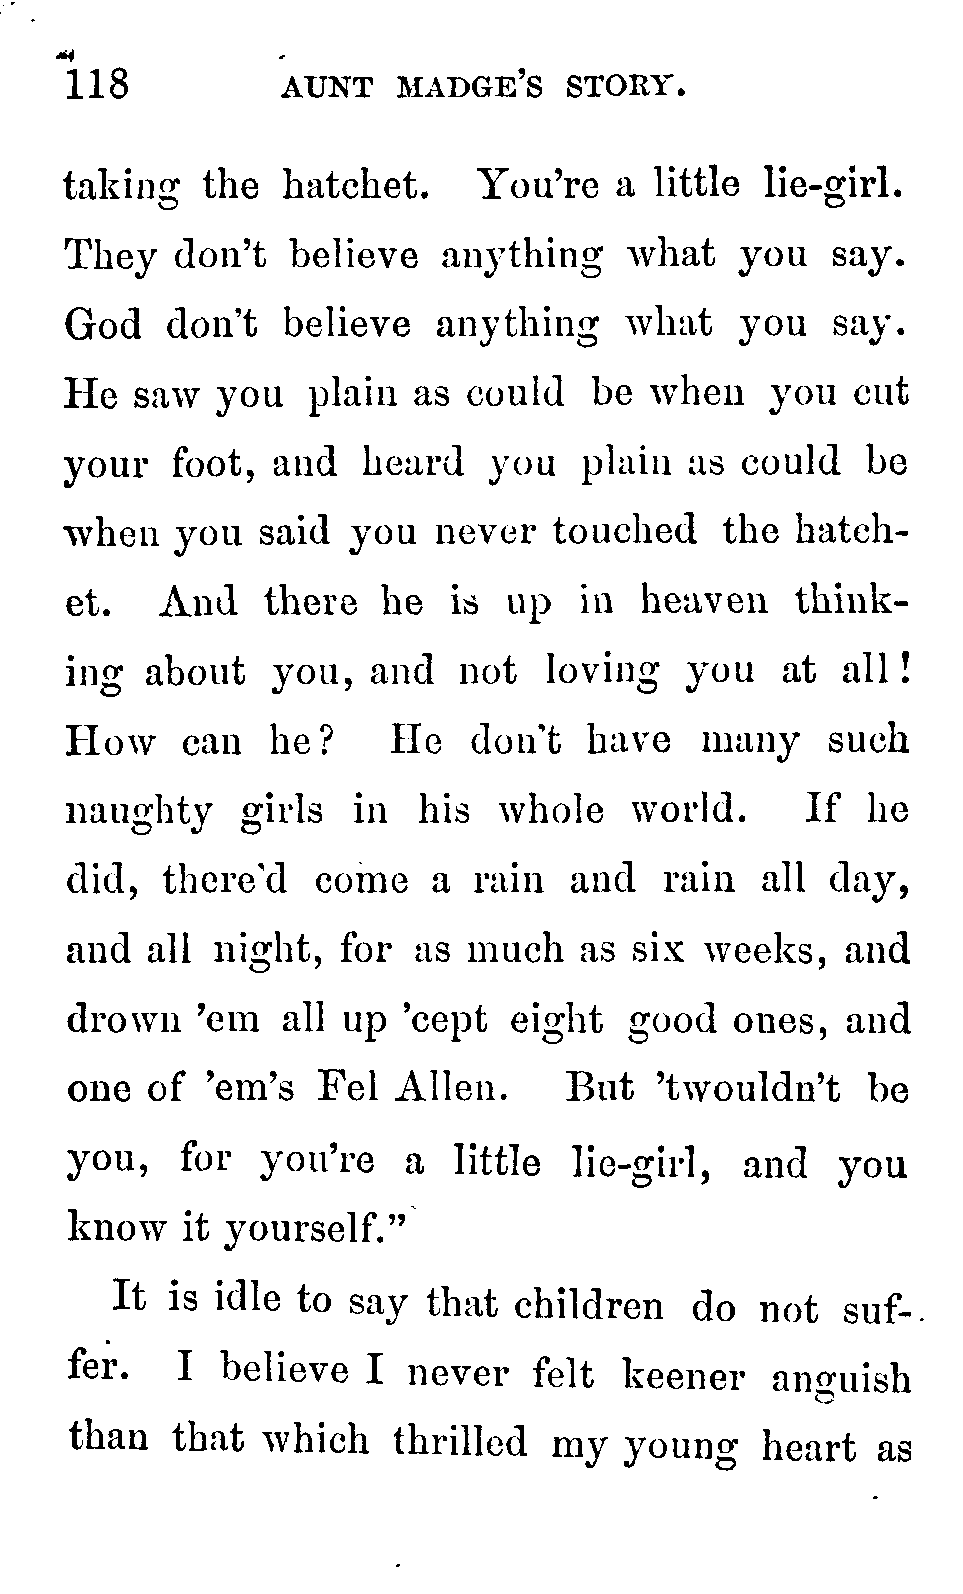 118 AUNT MADGE'S STORY.
taking the hatchet. You're a little lie-girl.
They don't believe anything what you say.
God don't believe anything what you say.
He saw you plain as could be when you cut
your foot, and heard you plain as could be
when you said you never touched the hatch-
et. And there he is up in heaven think-
ing about you, and not loving you at all!
How can he? He don't have many such
naughty girls in his whole world. If he
did, there'd come a rain and rain all day,
and all night, for as much as six weeks, and
drown 'em all up 'cept eight good ones, and
one of 'em's Fel Allen. But 'twouldn't be
you, for you're a little lie-girl, and you
know it yourself."
It is idle to say that children do not suf-
fer. I believe I never felt keener anguish
than that which thrilled my young heart as